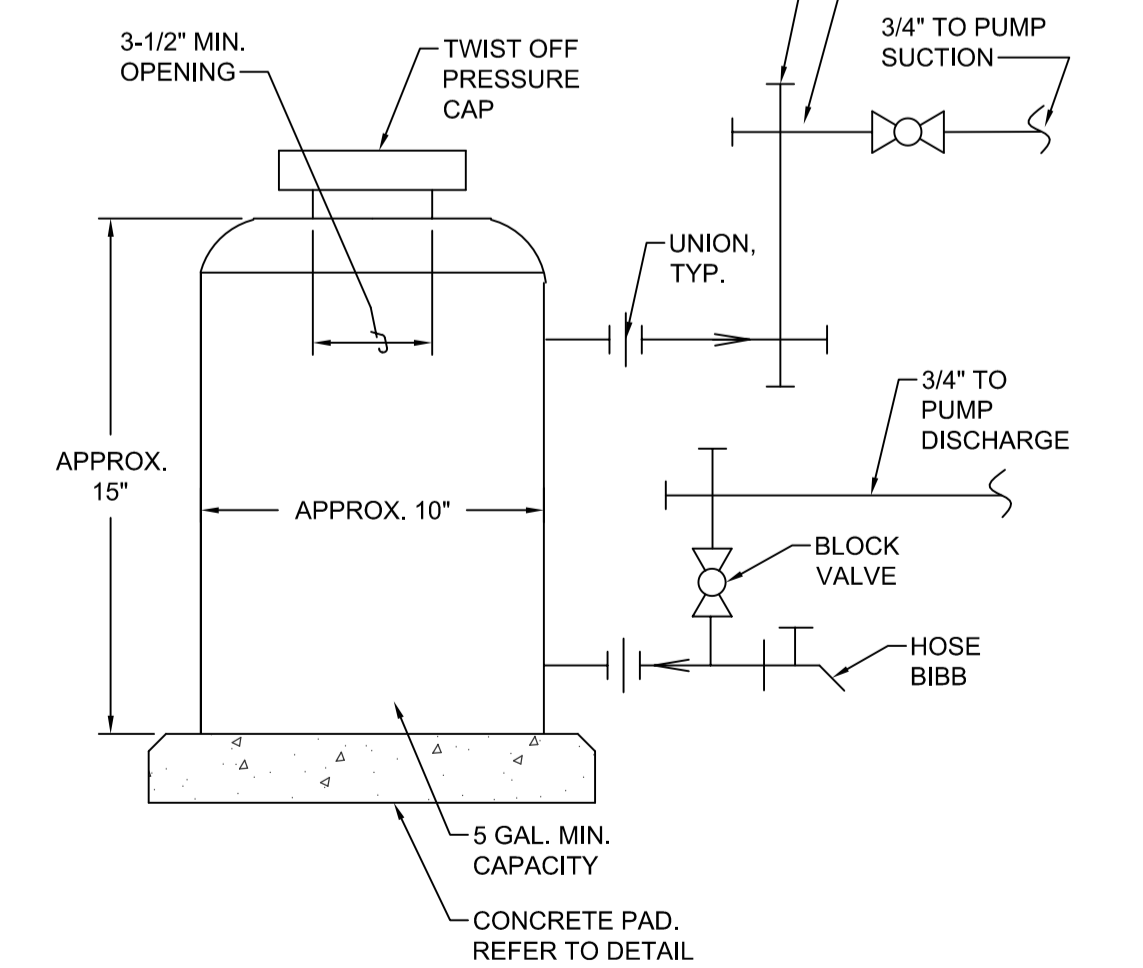 3-1/2" MIN.
OPENING
TWIST OFF
PRESSURE
CAP
3/4" TO PUMP
SUCTION
UNION,
TYP.
3/4" TO
PUMP
DISCHARGE
APPROX.
15"
APPROX. 10"
BLOCK
VALVE
HOSE
BIBB
5 GAL. MIN.
CAPACITY
CONCRETE PAD.
REFER TO DETAIL